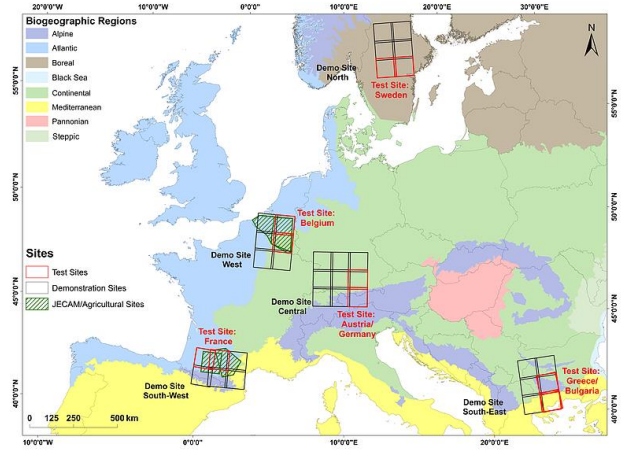 20°0'0"W
10°0'0"W
0°0'0"
10°0'0"E
20°0'0"E
30°0'0"E
Biogeographic Regions
Alpine
Atlantic
Boreal
Black Sea
Continental
Mediterranean
Pannonian
Steppic
N
Demo Site
North
Test Site:
Sweden
55°0'0"N
55°0'0"N
50°0'0"N
50°0'0"N
Test Site:
Belgium
Demo Site
West
Sites
Test Sites
Demonstration Sites
JECAM/Agricultural Sites
45°0'0"N
45°0'0"N
Demo Site
Central
Test Site:
Austria/
Germany
Test Site:
France
Demo Site
South-West
Test Site:
Greece/
Bulgaria
Demo Site
South-East
40°0'0"N
40°0'0"N
0 125 250 500 km
10°0'0"W
0°0'0"
10°0'0"E
20°0'0"E